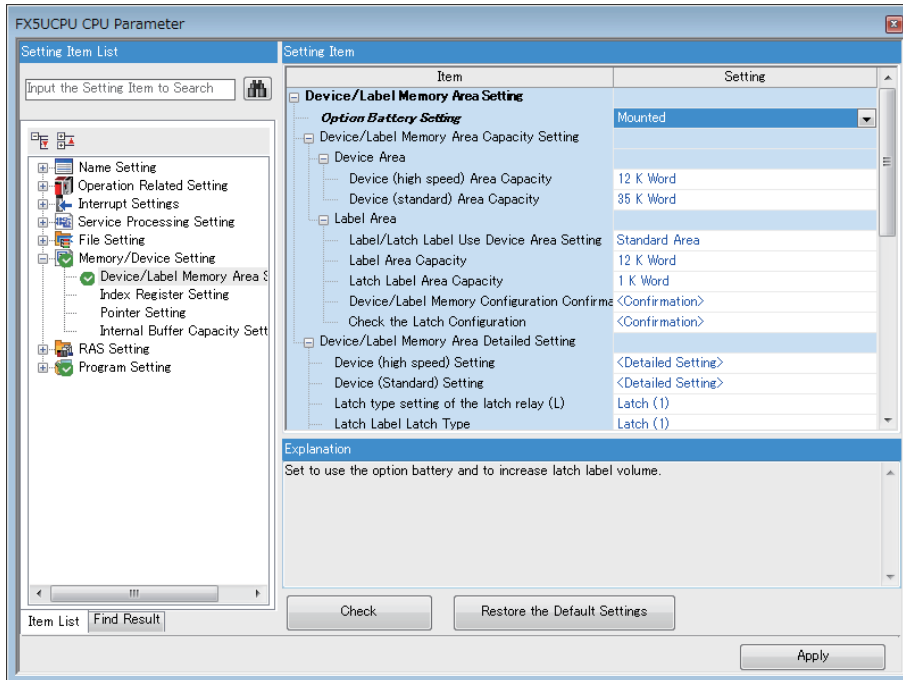 FX5UCPU CPU Parameter
Setting Item List
Input the Setting Item to Search
Name Setting
Operation Related Setting
Interrupt Settings
Service Processing Setting
File Setting
Memory/Device Setting
Device/Label Memory Area S
Index Register Setting
Pointer Setting
Internal Buffer Capacity Sett
RAS Setting
Program Setting
Item List Find Result
Setting Item
Item Setting
Device/Label Memory Area Setting
Option Battery Setting Mounted
Device/Label Memory Area Capacity Setting
Device Area
Device (high speed) Area Capacity 12 K Word
Device (standard) Area Capacity 35 K Word
Label Area
Label/Latch Label Use Device Area Setting Standard Area
Label Area Capacity 12 K Word
Latch Label Area Capacity 1 K Word
Device/Label Memory Configuration Confirma <Confirmation>
Check the Latch Configuration <Confirmation>
Device/Label Memory Area Detailed Setting
Device (high speed) Setting <Detailed Setting>
Device (Standard) Setting <Detailed Setting>
Latch type setting of the latch relay (L) Latch (1)
Latch Label Latch Type Latch (1)
Explanation
Set to use the option battery and to increase latch label volume.
Check Restore the Default Settings
Apply